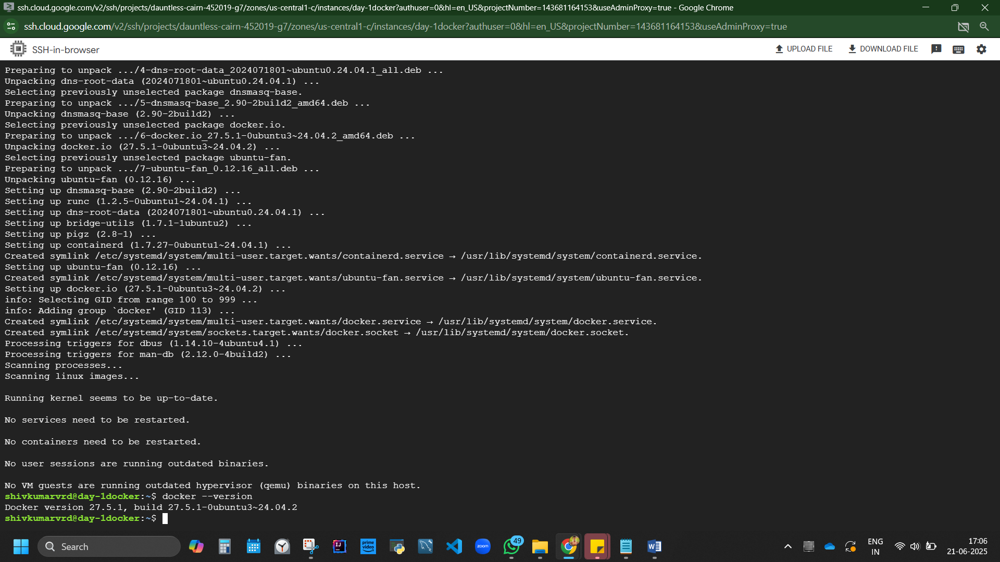 ssh.cloud.google.com/v2/ssh/projects/dauntless-cairn-452019-g7/zones/us-central1-c/instances/day-1docker?authuser=0&hl=en_US&projectNumber=143681164153&useAdminProxy=true - Google Chrome
ssh.cloud.google.com/v2/ssh/projects/dauntless-cairn-452019-g7/zones/us-central1-c/instances/day-1docker?authuser=0&hl=en_US&projectNumber=143681164153&useAdminProxy=true
SSH-in-browser UPLOAD FILE DOWNLOAD FILE
Preparing to unpack .../4-dns-root-data_2024071801~ubuntu0.24.04.1_all.deb ...
Unpacking dns-root-data (2024071801~ubuntu0.24.04.1) ...
Selecting previously unselected package dnsmasq-base.
Preparing to unpack .../5-dnsmasq-base_2.90-2build2_amd64.deb ...
Unpacking dnsmasq-base (2.90-2build2) ...
Selecting previously unselected package docker.io.
Preparing to unpack .../6-docker.io_27.5.1-0ubuntu3~24.04.2_amd64.deb ...
Unpacking docker.io (27.5.1-0ubuntu3~24.04.2) ...
Selecting previously unselected package ubuntu-fan.
Preparing to unpack .../7-ubuntu-fan_0.12.16_all.deb ...
Unpacking ubuntu-fan (0.12.16) ...
Setting up dnsmasq-base (2.90-2build2) ...
Setting up runc (1.2.5-0ubuntu1~24.04.1) ...
Setting up dns-root-data (2024071801~ubuntu0.24.04.1) ...
Setting up bridge-utils (1.7.1-1ubuntu2) ...
Setting up pigz (2.8-1) ...
Setting up containerd (1.7.27-0ubuntu1~24.04.1) ...
Created symlink /etc/systemd/system/multi-user.target.wants/containerd.service → /usr/lib/systemd/system/containerd.service.
Setting up ubuntu-fan (0.12.16) ...
Created symlink /etc/systemd/system/multi-user.target.wants/ubuntu-fan.service → /usr/lib/systemd/system/ubuntu-fan.service.
Setting up docker.io (27.5.1-0ubuntu3~24.04.2) ...
info: Selecting GID from range 100 to 999 ...
info: Adding group `docker' (GID 113) ...
Created symlink /etc/systemd/system/multi-user.target.wants/docker.service → /usr/lib/systemd/system/docker.service.
Created symlink /etc/systemd/system/sockets.target.wants/docker.socket → /usr/lib/systemd/system/docker.socket.
Processing triggers for dbus (1.14.10-4ubuntu4.1) ...
Processing triggers for man-db (2.12.0-4build2) ...
Scanning processes...
Scanning linux images...
Running kernel seems to be up-to-date.
No services need to be restarted.
No containers need to be restarted.
No user sessions are running outdated binaries.
No VM guests are running outdated hypervisor (qemu) binaries on this host.
shivkumarvrd@day-1docker:~$ docker --version
Docker version 27.5.1, build 27.5.1-0ubuntu3~24.04.2
shivkumarvrd@day-1docker:~$
Search
IJ
prime video
zoom
49
ENG
IN
17:06
21-06-2025